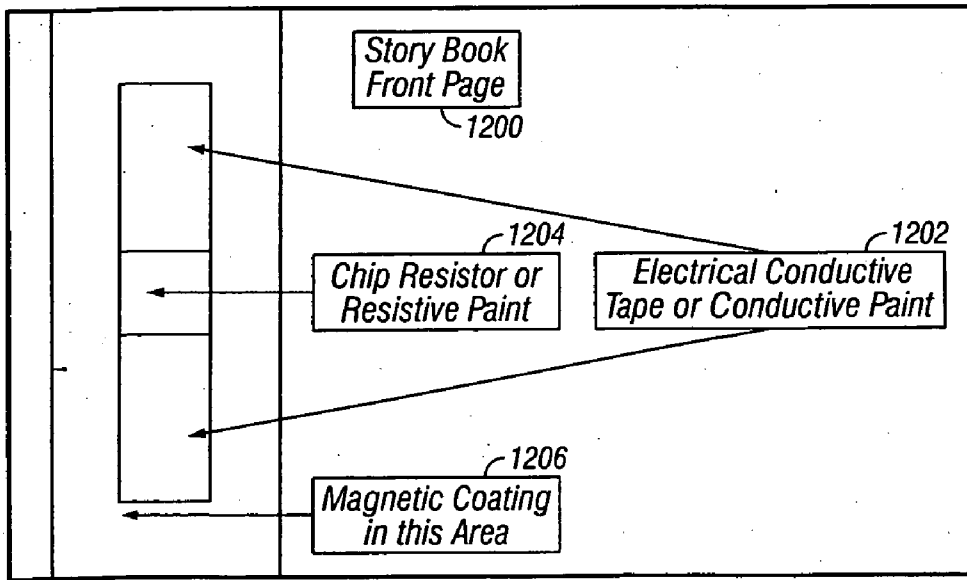 Story Book
Front Page
1200
1204
Chip Resistor or
Resistive Paint
1202
Electrical Conductive
Tape or Conductive Paint
1206
Magnetic Coating
in this Area